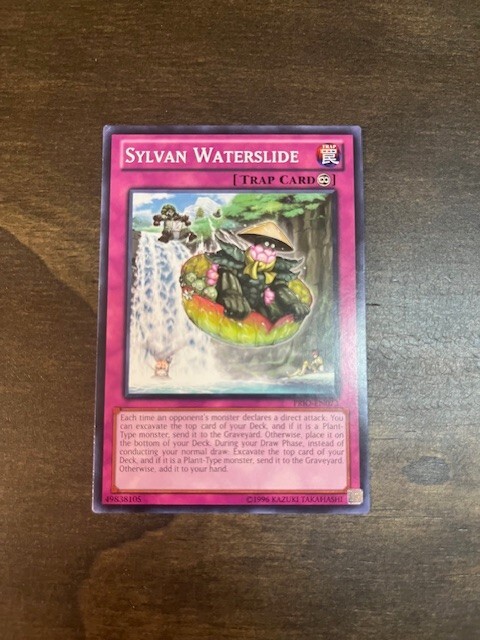 SYLVAN WATERSLIDE
TRAP
罠
[TRAP CARD]
PRIO-EN072
Each time an opponent's monster declares a direct attack: You
can excavate the top card of your Deck, and if it is a Plant-
Type monster, send it to the Graveyard. Otherwise, place it on
the bottom of your Deck. During your Draw Phase, instead of
conducting your normal draw: Excavate the top card of your
Deck, and if it is a Plant-Type monster, send it to the Graveyard.
Otherwise, add it to your hand.
49838105
©1996 KAZUKI TAKAHASHI